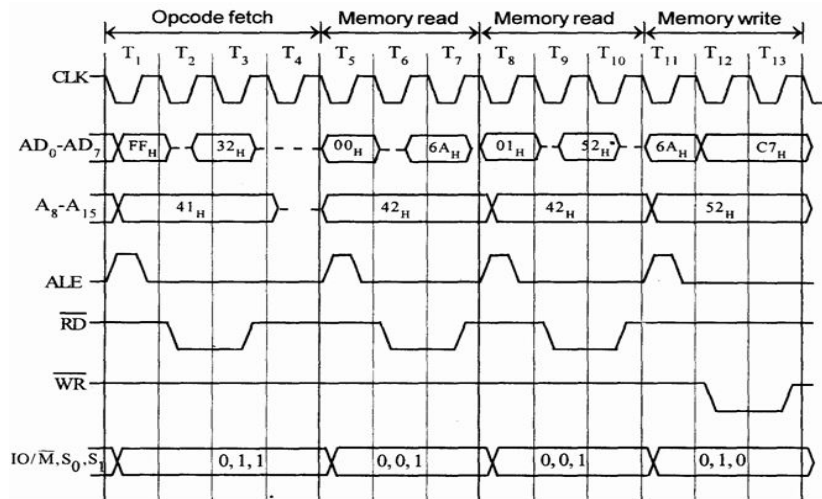 Opcode fetch Memory read Memory read Memory write
T1 T2 T3 T4 T5 T6 T7 T8 T9 T10 T11 T12 T13
CLK
AD0-AD7 FFH 32H 00H 6AH 01H 52H 6AH C7H
A8-A15 41H 42H 42H 52H
ALE
RD
WR
IO/M, S0, S1 0, 1, 1 0, 0, 1 0, 0, 1 0, 1, 0